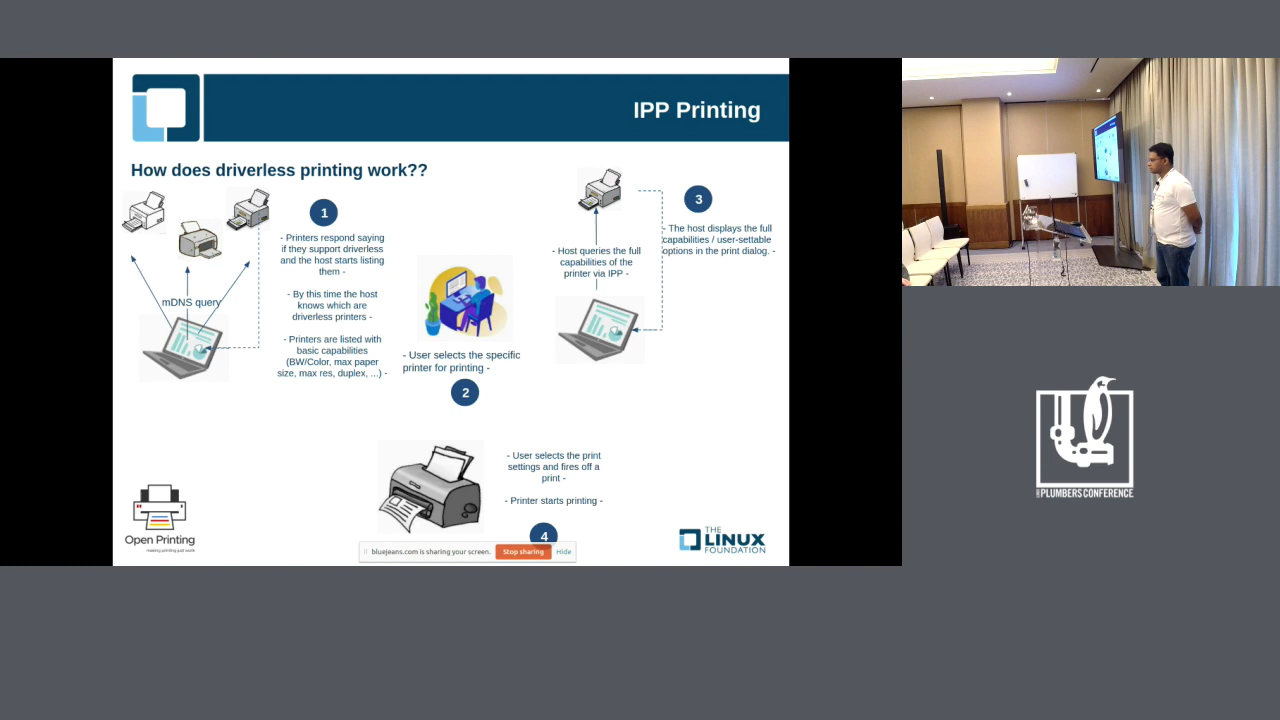 IPP Printing
How does driverless printing work??
1
- Printers respond saying
if they support driverless
and the host starts listing
them -
- By this time the host
knows which are
driverless printers -
- Printers are listed with
basic capabilities
(BW/Color, max paper
size, max res, duplex, ...) -
mDNS query
- User selects the specific
printer for printing -
2
- Host queries the full
capabilities of the
printer via IPP -
3
- The host displays the full
capabilities / user-settable
options in the print dialog. -
- User selects the print
settings and fires off a
print -
- Printer starts printing -
4
Open Printing
making printing just work
bluejeans.com is sharing your screen.
Stop sharing
Hide
THE
LINUX
FOUNDATION
PLUMBERS CONFERENCE